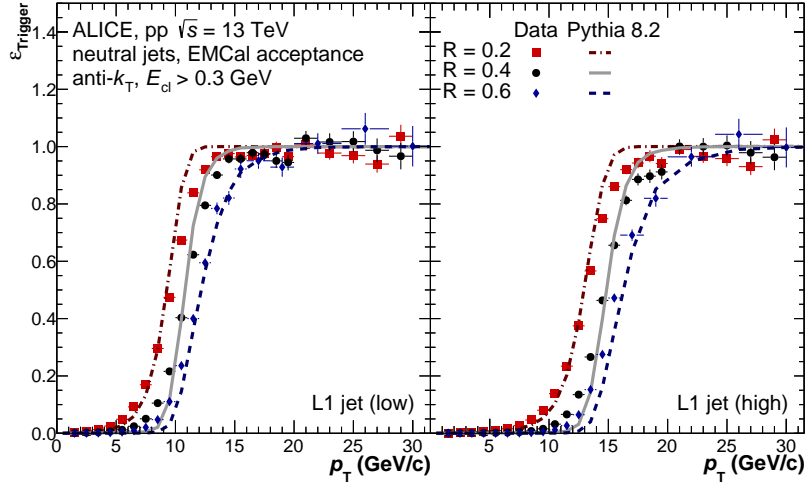 ε_Trigger
ALICE, pp √s = 13 TeV
neutral jets, EMCal acceptance
anti-k_T, E_cl > 0.3 GeV
Data Pythia 8.2
R = 0.2
R = 0.4
R = 0.6
1.4
1.2
1.0
0.8
0.6
0.4
0.2
0.0
L1 jet (low)
L1 jet (high)
0 5 10 15 20 25 30
5 10 15 20 25 30
p_T (GeV/c)
p_T (GeV/c)